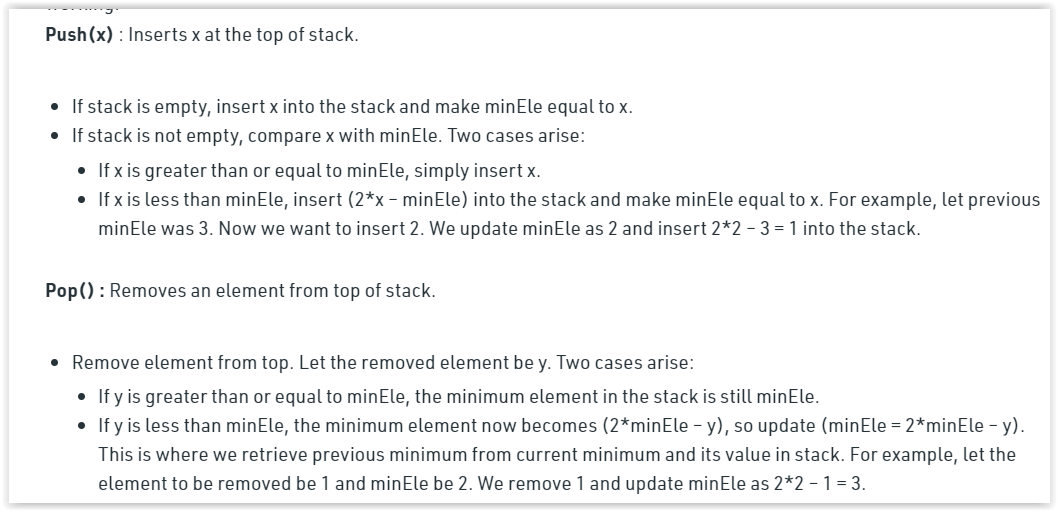 Push(x) : Inserts x at the top of stack.
• If stack is empty, insert x into the stack and make minEle equal to x.
• If stack is not empty, compare x with minEle. Two cases arise:
• If x is greater than or equal to minEle, simply insert x.
• If x is less than minEle, insert (2*x – minEle) into the stack and make minEle equal to x. For example, let previous
minEle was 3. Now we want to insert 2. We update minEle as 2 and insert 2*2 – 3 = 1 into the stack.
Pop() : Removes an element from top of stack.
• Remove element from top. Let the removed element be y. Two cases arise:
• If y is greater than or equal to minEle, the minimum element in the stack is still minEle.
• If y is less than minEle, the minimum element now becomes (2*minEle – y), so update (minEle = 2*minEle – y).
This is where we retrieve previous minimum from current minimum and its value in stack. For example, let the
element to be removed be 1 and minEle be 2. We remove 1 and update minEle as 2*2 – 1 = 3.